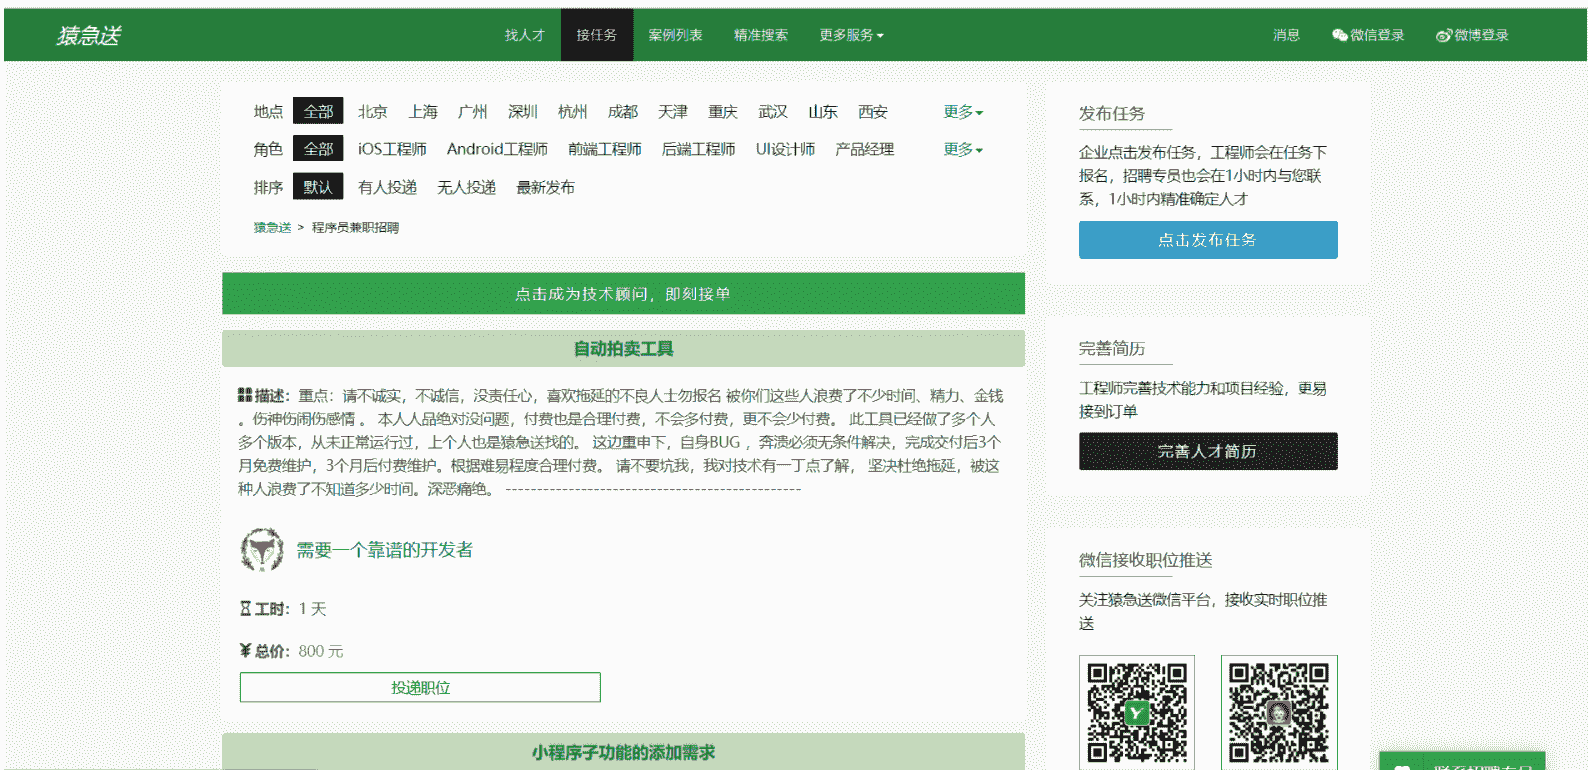 猿急送 找人才 接任务 案例列表 精准搜索 更多服务 消息 微信登录 微博登录
地点 全部 北京 上海 广州 深圳 杭州 成都 天津 重庆 武汉 山东 西安 更多
角色 全部 iOS工程师 Android工程师 前端工程师 后端工程师 UI设计师 产品经理 更多
排序 默认 有人投递 无人投递 最新发布
猿急送 > 程序员兼职招聘
点击成为技术顾问，即刻接单
自动拍卖工具
描述：重点：请不诚实，不诚信，没责任心，喜欢拖延的不良人士勿报名 被你们这些人浪费了不少时间、精力、金钱
。伤神伤闹伤感情 。 本人人品绝对没问题，付费也是合理付费，不会多付费，更不会少付费。 此工具已经做了多个人
多个版本，从未正常运行过，上个人也是猿急送找的。 这边重申下，自身BUG ，奔溃必须无条件解决，完成交付后3个
月免费维护，3个月后付费维护。根据难易程度合理付费。 请不要坑我，我对技术有一丁点了解， 坚决杜绝拖延，被这
种人浪费了不知道多少时间。深恶痛绝。 -----------------------------------------------
需要一个靠谱的开发者
工时：1 天
¥ 总价：800 元
投递职位
小程序子功能的添加需求
发布任务
企业点击发布任务，工程师会在任务下
报名，招聘专员也会在1小时内与您联
系，1小时内精准确定人才
点击发布任务
完善简历
工程师完善技术能力和项目经验，更易
接到订单
完善人才简历
微信接收职位推送
关注猿急送微信平台，接收实时职位推
送